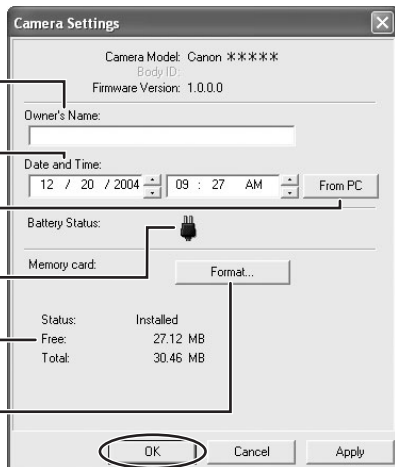 Camera Settings
Camera Model: Canon *****
Body ID:
Firmware Version: 1.0.0.0
Owner's Name:
Date and Time:
12 / 20 / 2004 09 : 27 AM From PC
Battery Status:
Memory card: Format...
Status: Installed
Free: 27.12 MB
Total: 30.46 MB
OK Cancel Apply